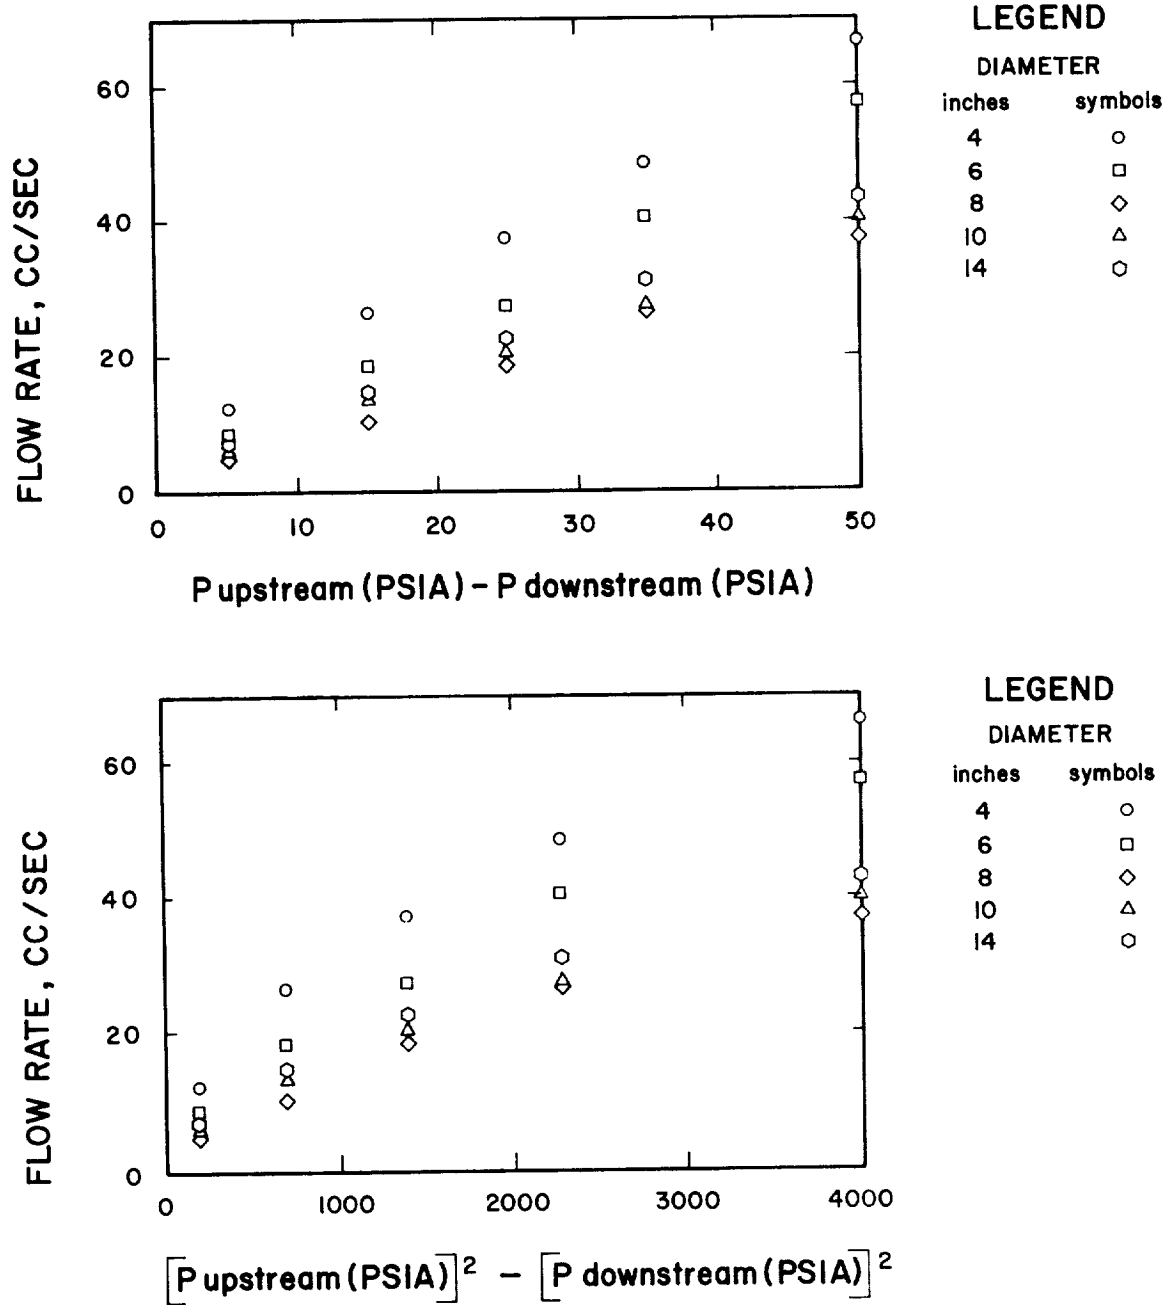 LEGEND
DIAMETER
inches symbols
4
6
8
10
14
60
40
20
0
FLOW RATE, CC/SEC
0 10 20 30 40 50
P upstream (PSIA) – P downstream (PSIA)
LEGEND
DIAMETER
inches symbols
4
6
8
10
14
60
40
20
0
FLOW RATE, CC/SEC
0 1000 2000 3000 4000
[P upstream (PSIA)]² – [P downstream (PSIA)]²